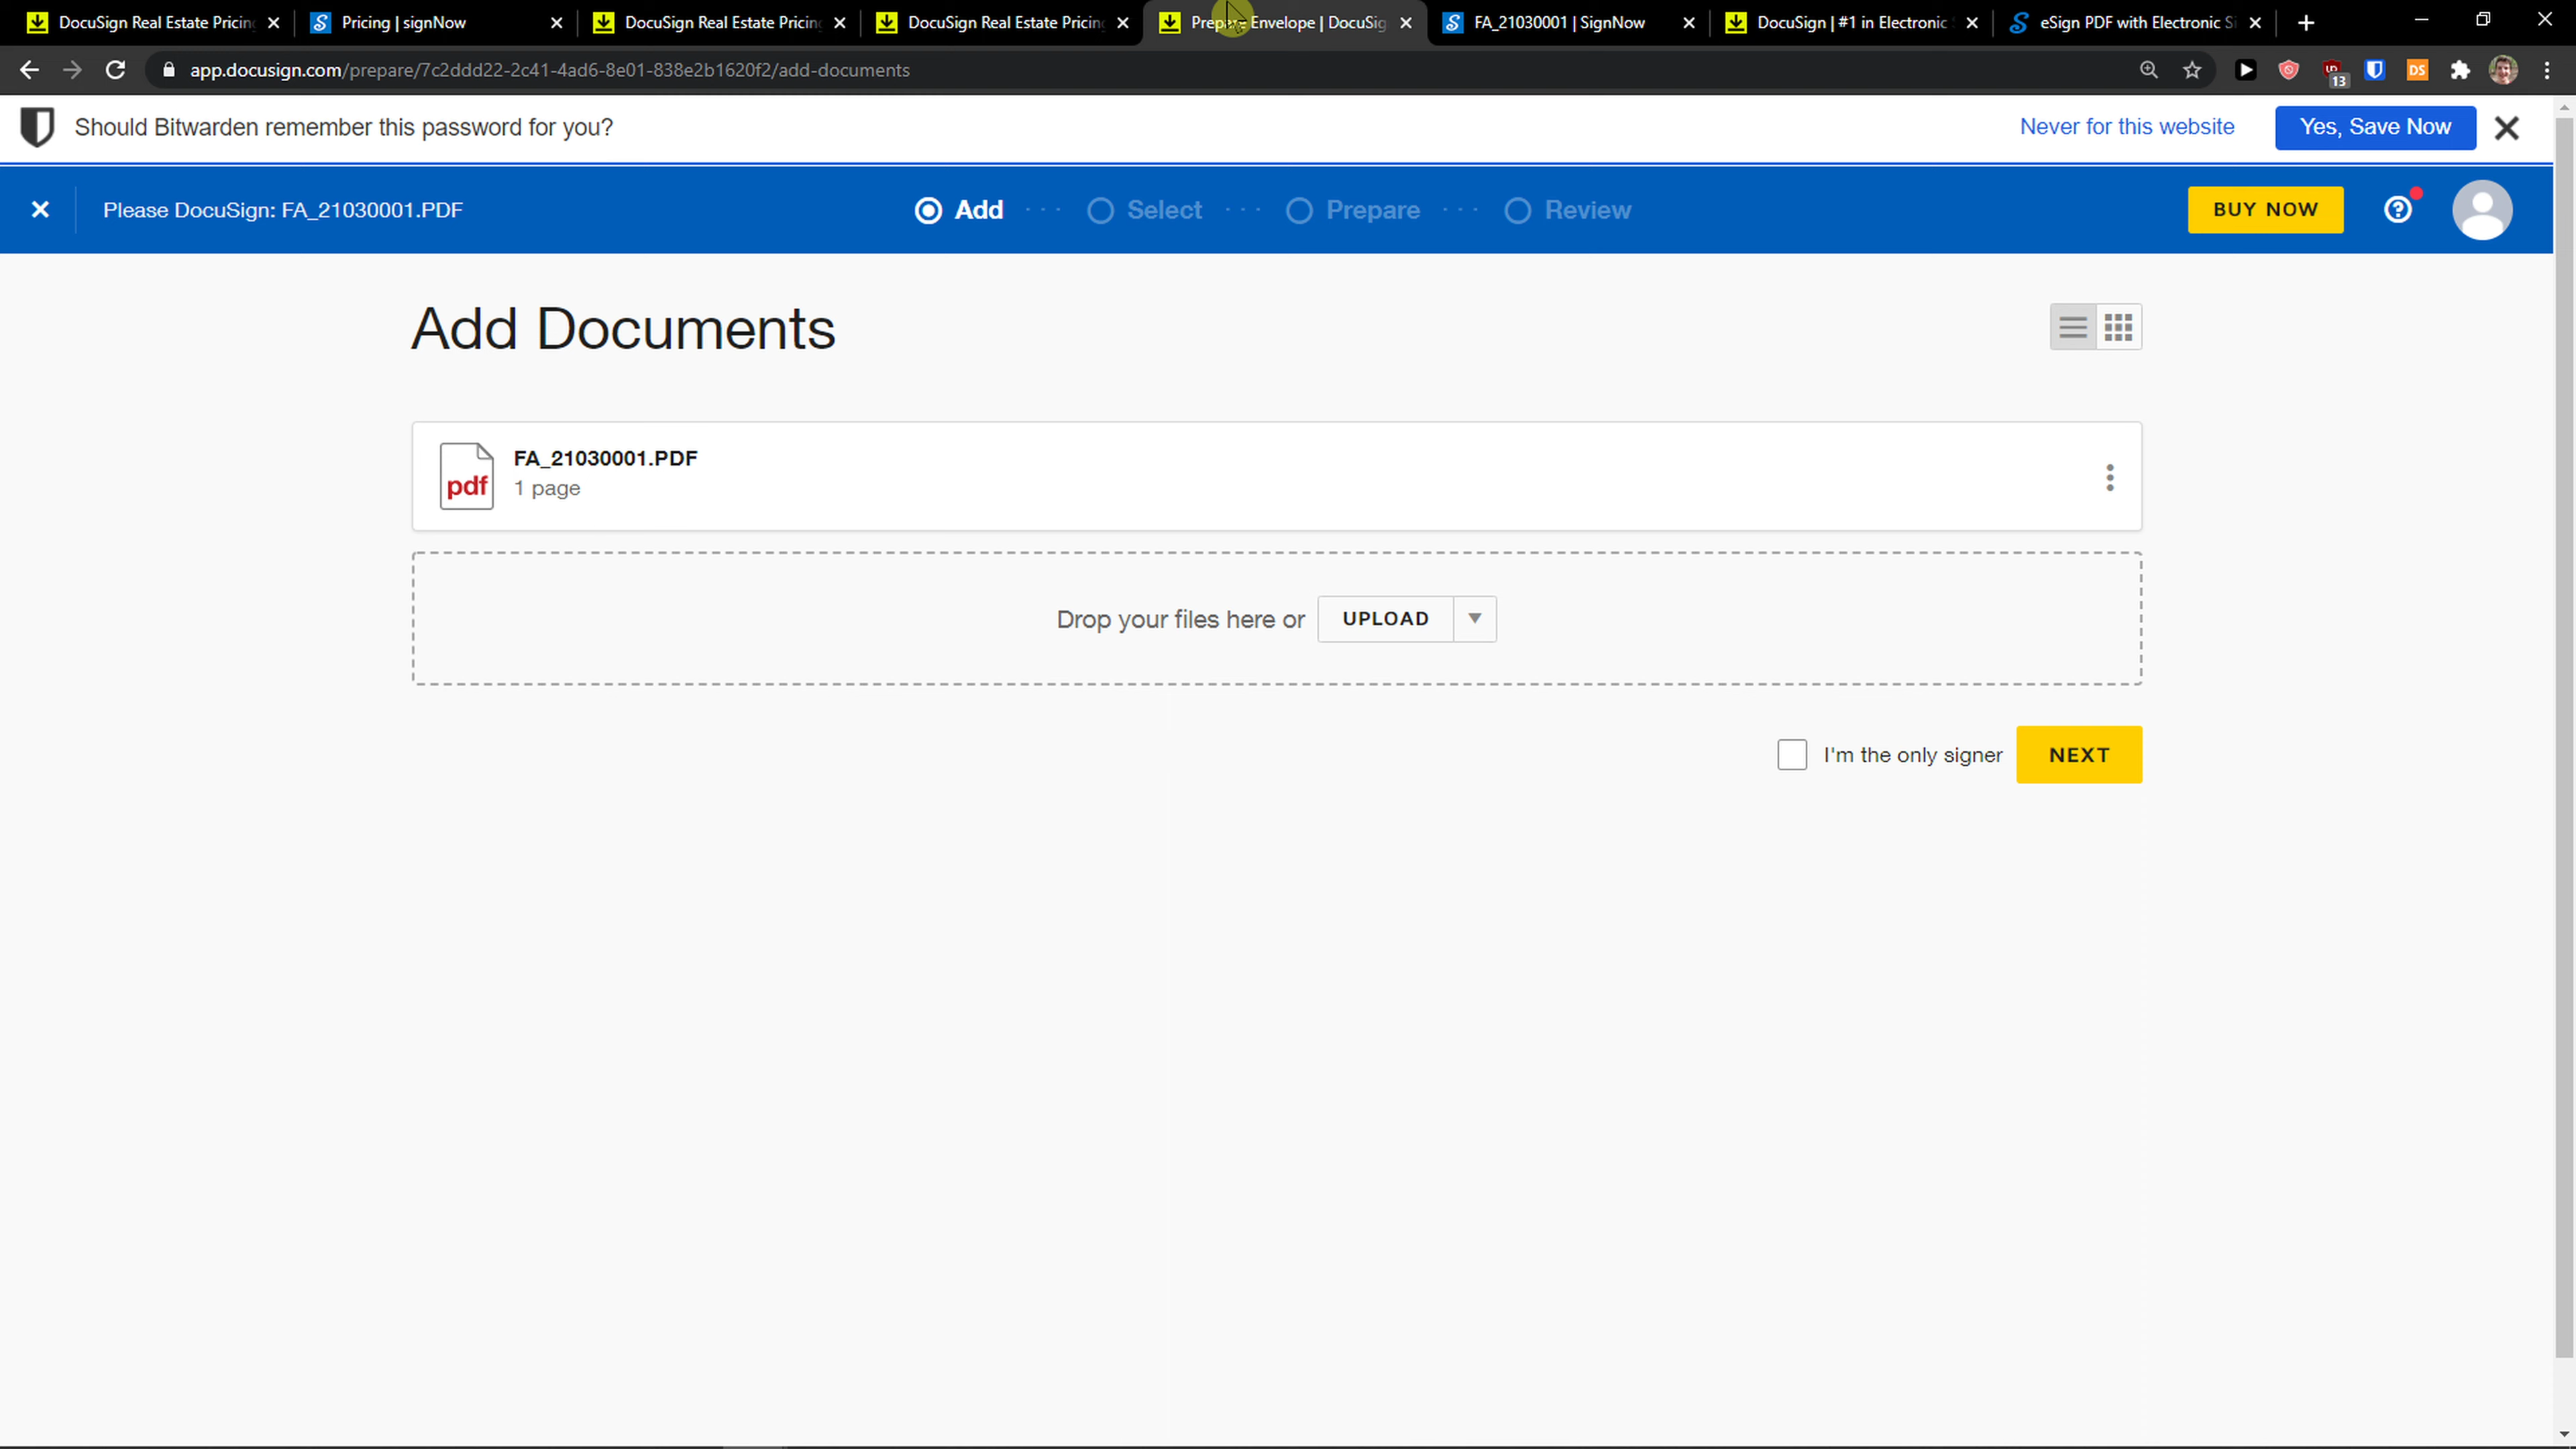 DocuSign Real Estate Pricing
Pricing | signNow
DocuSign Real Estate Pricing
DocuSign Real Estate Pricing
Prepare Envelope | DocuSig
FA_21030001 | SignNow
DocuSign | #1 in Electronic S
eSign PDF with Electronic Si
app.docusign.com/prepare/7c2ddd22-2c41-4ad6-8e01-838e2b1620f2/add-documents
13
DS
Should Bitwarden remember this password for you?
Never for this website
Yes, Save Now
Please DocuSign: FA_21030001.PDF
Add
Select
Prepare
Review
BUY NOW
Add Documents
pdf
FA_21030001.PDF
1 page
Drop your files here or
UPLOAD
I'm the only signer
NEXT